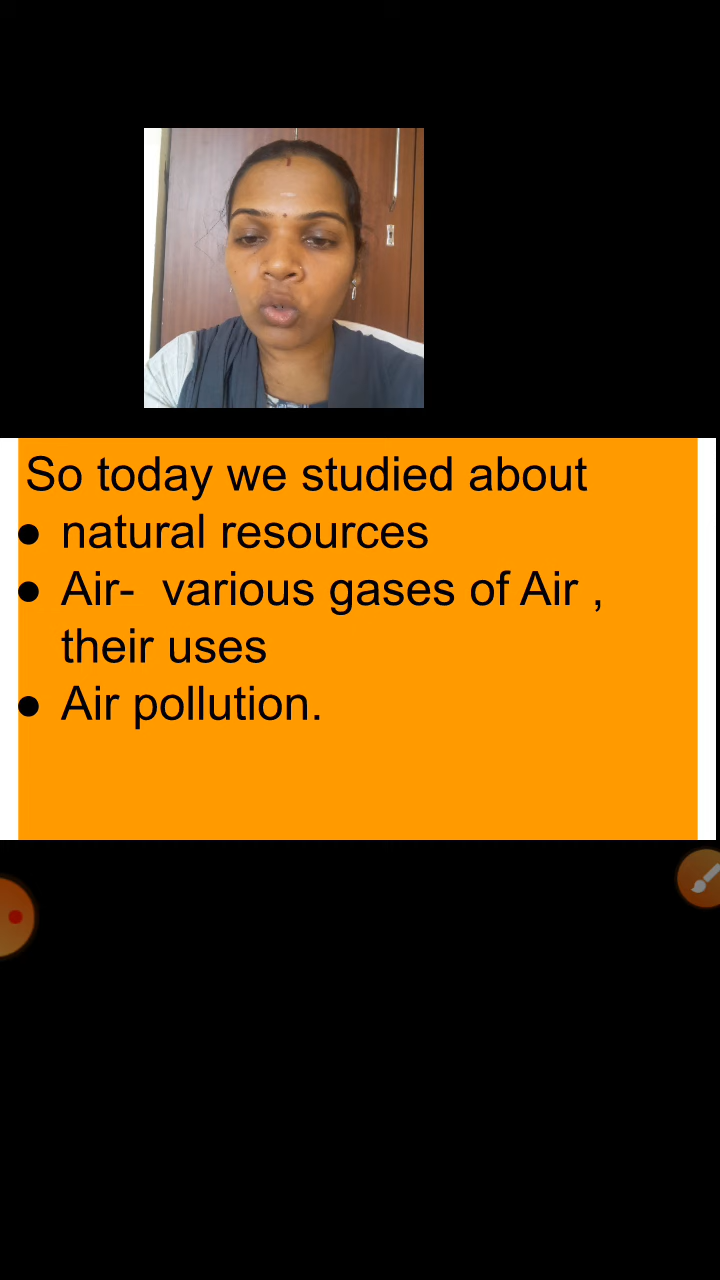 So today we studied about
● natural resources
● Air-  various gases of Air ,
their uses
● Air pollution.